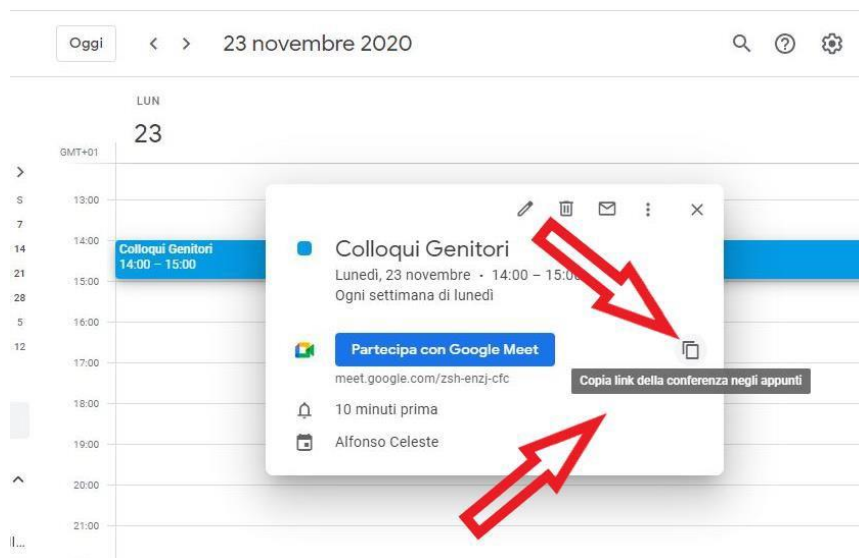 Oggi
23 novembre 2020
LUN
23
GMT+01
S
7
14
21
28
5
12
13:00
14:00
15:00
16:00
17:00
18:00
19:00
20:00
21:00
Colloqui Genitori
14:00 – 15:00
Colloqui Genitori
Lunedì, 23 novembre · 14:00 – 15:00
Ogni settimana di lunedì
Partecipa con Google Meet
meet.google.com/zsh-enzj-cfc
Copia link della conferenza negli appunti
10 minuti prima
Alfonso Celeste